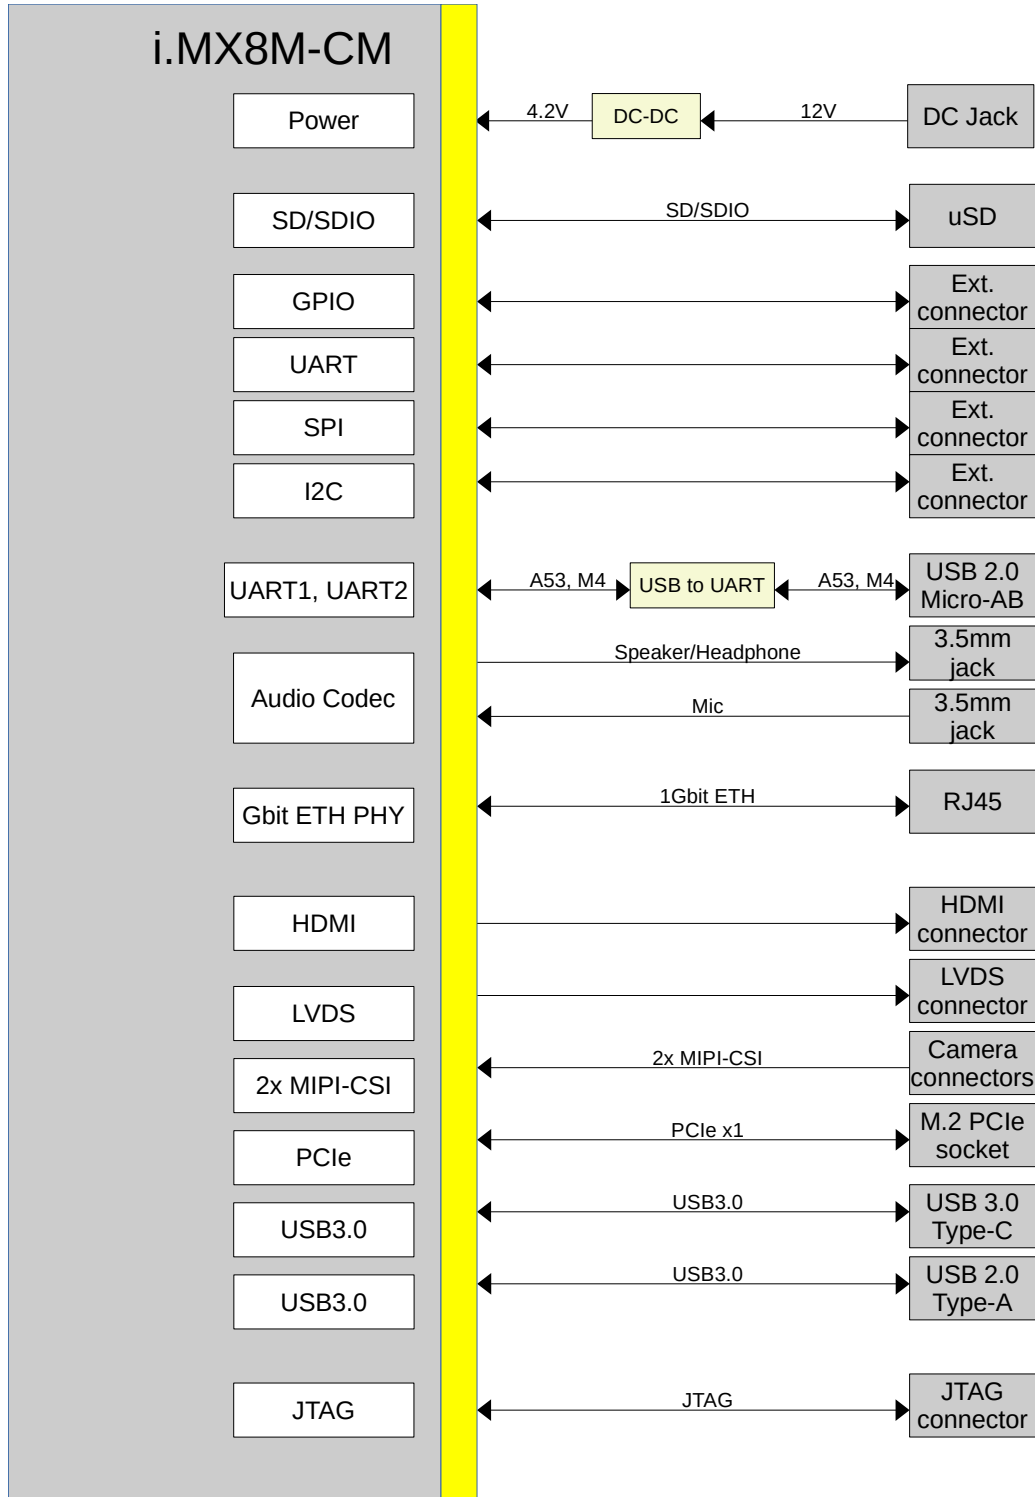 i.MX8M-CM
Power
4.2V
DC-DC
12V
DC Jack
SD/SDIO
SD/SDIO
uSD
GPIO
Ext.
connector
UART
Ext.
connector
SPI
Ext.
connector
I2C
Ext.
connector
UART1, UART2
A53, M4
USB to UART
A53, M4
USB 2.0
Micro-AB
Audio Codec
Speaker/Headphone
3.5mm
jack
Mic
3.5mm
jack
Gbit ETH PHY
1Gbit ETH
RJ45
HDMI
HDMI
connector
LVDS
LVDS
connector
2x MIPI-CSI
2x MIPI-CSI
Camera
connectors
PCIe
PCIe x1
M.2 PCIe
socket
USB3.0
USB3.0
USB 3.0
Type-C
USB3.0
USB3.0
USB 2.0
Type-A
JTAG
JTAG
JTAG
connector